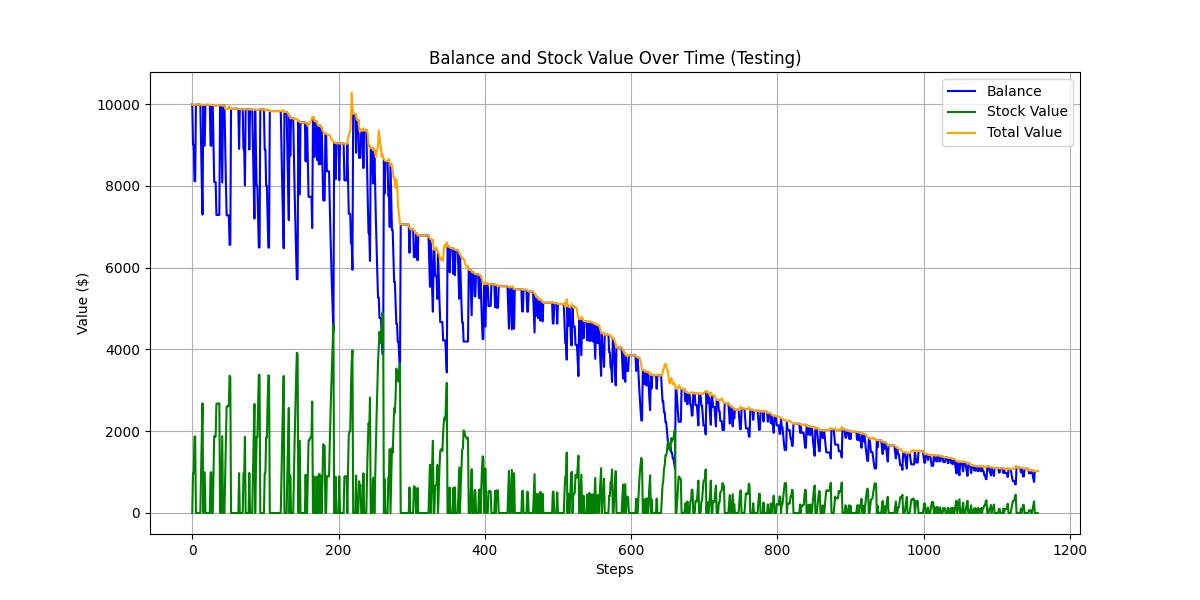 Balance and Stock Value Over Time (Testing)
Balance
Stock Value
Total Value
Value ($)
10000
8000
6000
4000
2000
0
0 200 400 600 800 1000 1200
Steps